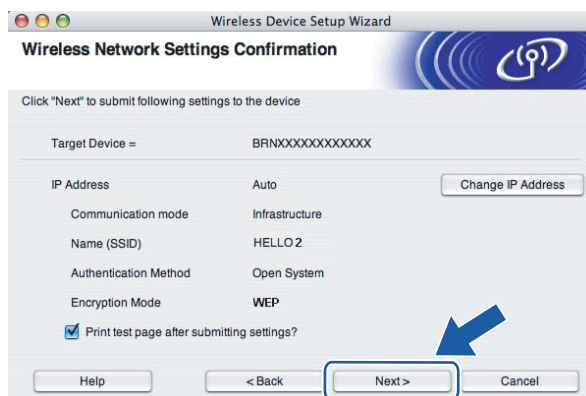 Wireless Device Setup Wizard
Wireless Network Settings Confirmation
Click "Next" to submit following settings to the device
Target Device = BRNXXXXXXXXXXXX
IP Address Auto Change IP Address
Communication mode Infrastructure
Name (SSID) HELLO2
Authentication Method Open System
Encryption Mode WEP
Print test page after submitting settings?
Help < Back Next > Cancel